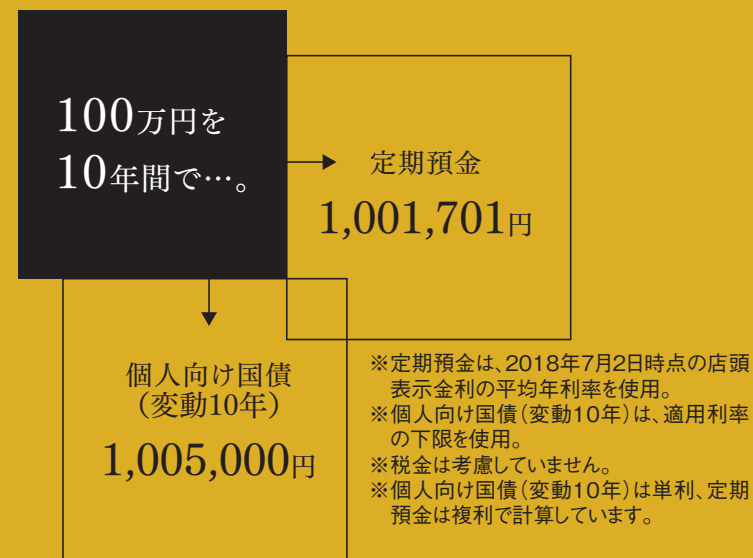 100万円を
10年間で…。
定期預金
1,001,701円
個人向け国債
（変動10年）
1,005,000円
※定期預金は、2018年7月2日時点の店頭
表示金利の平均年利率を使用。
※個人向け国債（変動10年）は、適用利率
の下限を使用。
※税金は考慮していません。
※個人向け国債（変動10年）は単利、定期
預金は複利で計算しています。